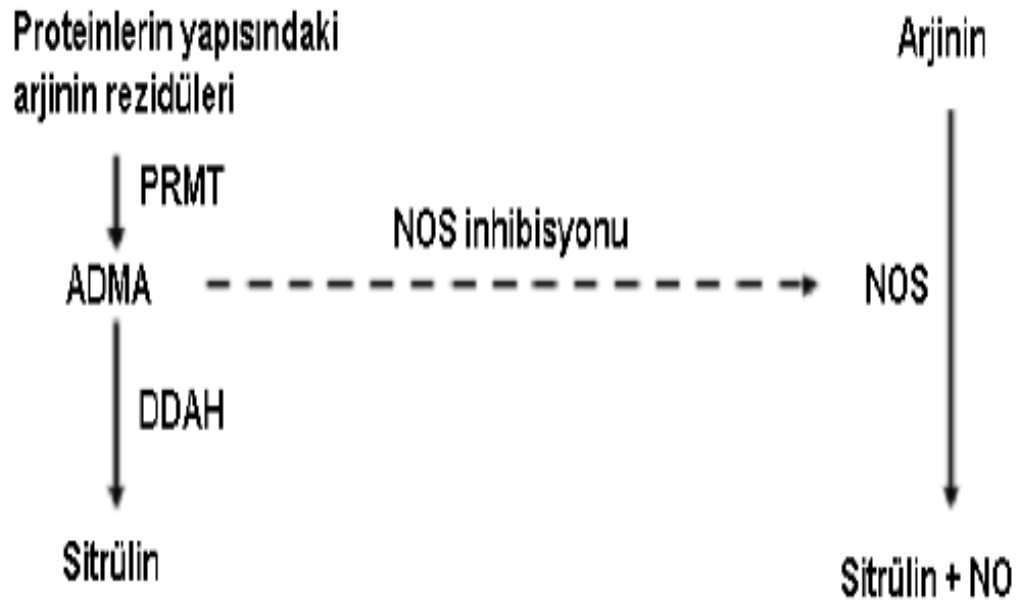 Proteinlerin yapısındaki
arjinin rezidüleri
Arjinin
PRMT
NOS inhibisyonu
ADMA
NOS
DDAH
Sitrülin
Sitrülin + NO